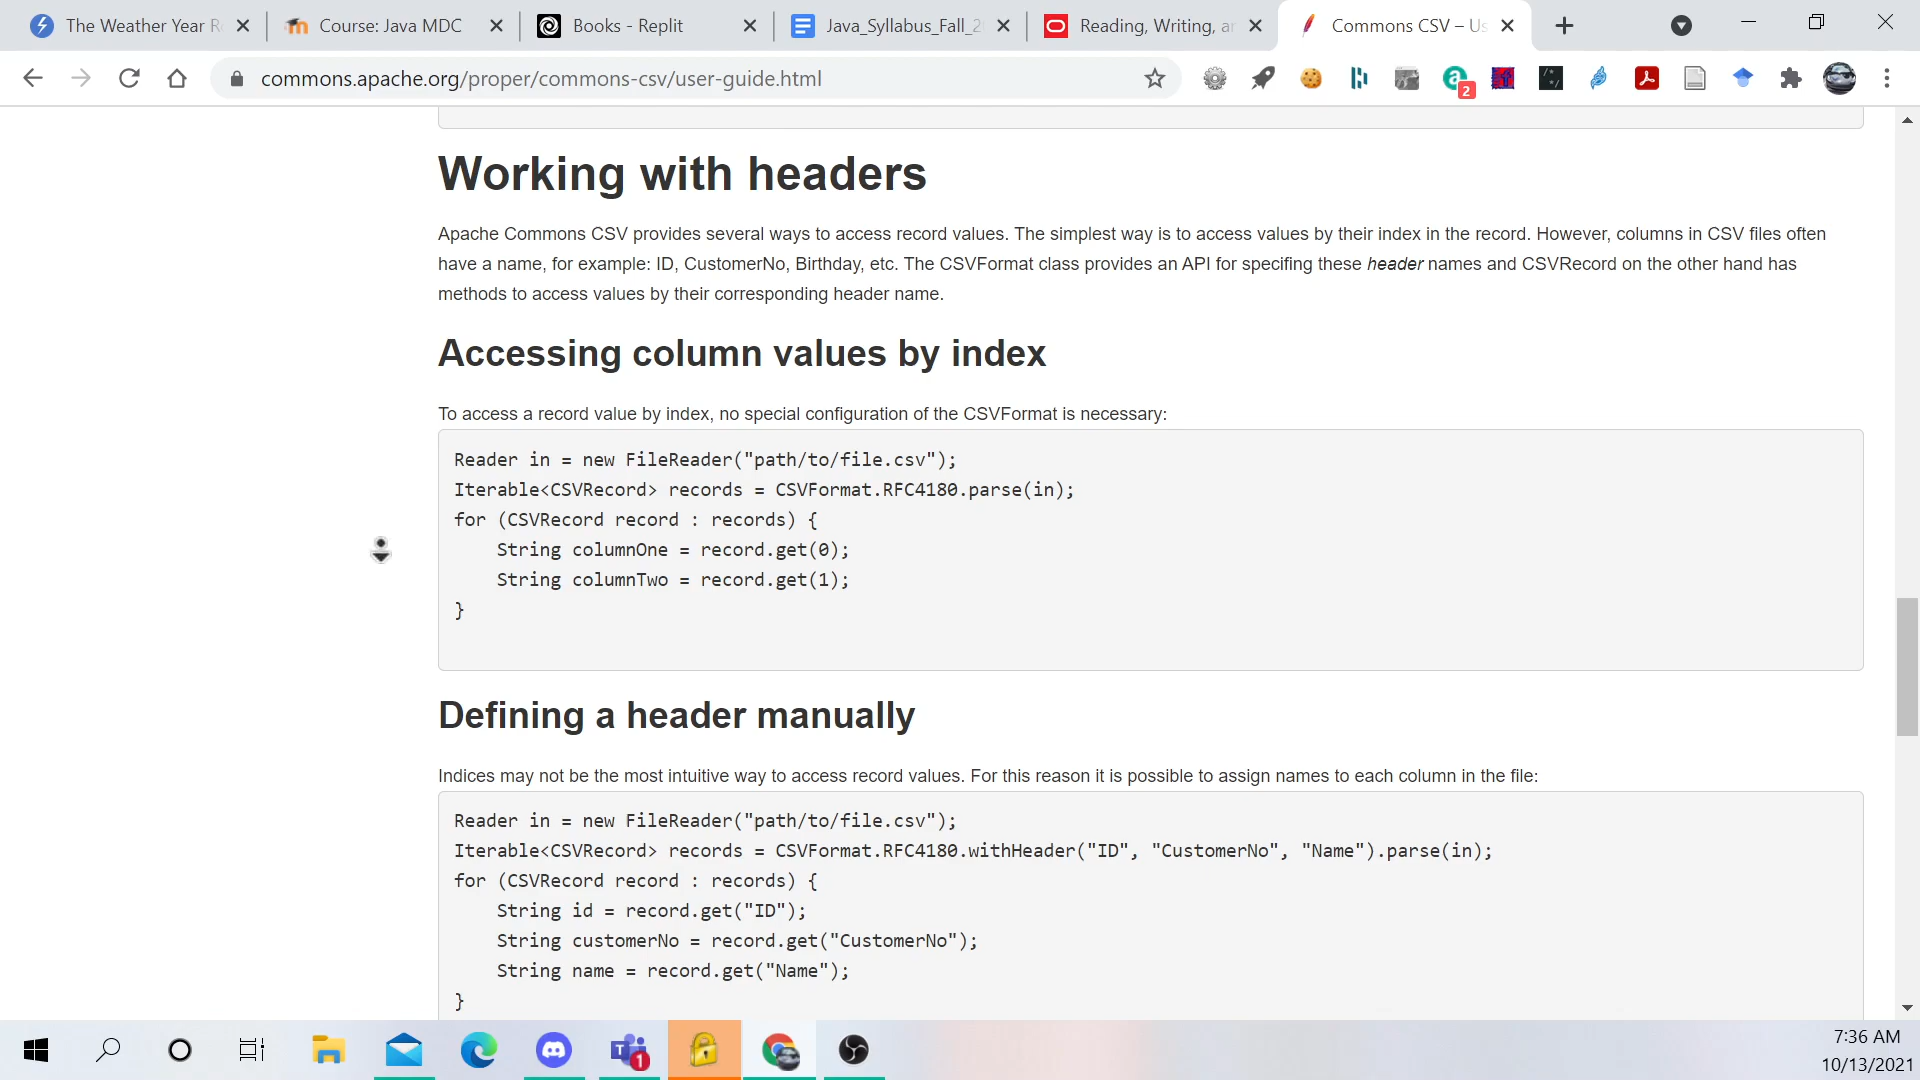 The Weather Year R
Course: Java MDC
Books - Replit
Java_Syllabus_Fall_2
Reading, Writing, a
Commons CSV – Us
commons.apache.org/proper/commons-csv/user-guide.html
2
Working with headers
Apache Commons CSV provides several ways to access record values. The simplest way is to access values by their index in the record. However, columns in CSV files often
have a name, for example: ID, CustomerNo, Birthday, etc. The CSVFormat class provides an API for specifing these header names and CSVRecord on the other hand has
methods to access values by their corresponding header name.
Accessing column values by index
To access a record value by index, no special configuration of the CSVFormat is necessary:
Reader in = new FileReader("path/to/file.csv");
Iterable<CSVRecord> records = CSVFormat.RFC4180.parse(in);
for (CSVRecord record : records) {
    String columnOne = record.get(0);
    String columnTwo = record.get(1);
}
Defining a header manually
Indices may not be the most intuitive way to access record values. For this reason it is possible to assign names to each column in the file:
Reader in = new FileReader("path/to/file.csv");
Iterable<CSVRecord> records = CSVFormat.RFC4180.withHeader("ID", "CustomerNo", "Name").parse(in);
for (CSVRecord record : records) {
    String id = record.get("ID");
    String customerNo = record.get("CustomerNo");
    String name = record.get("Name");
}
1
7:36 AM
10/13/2021